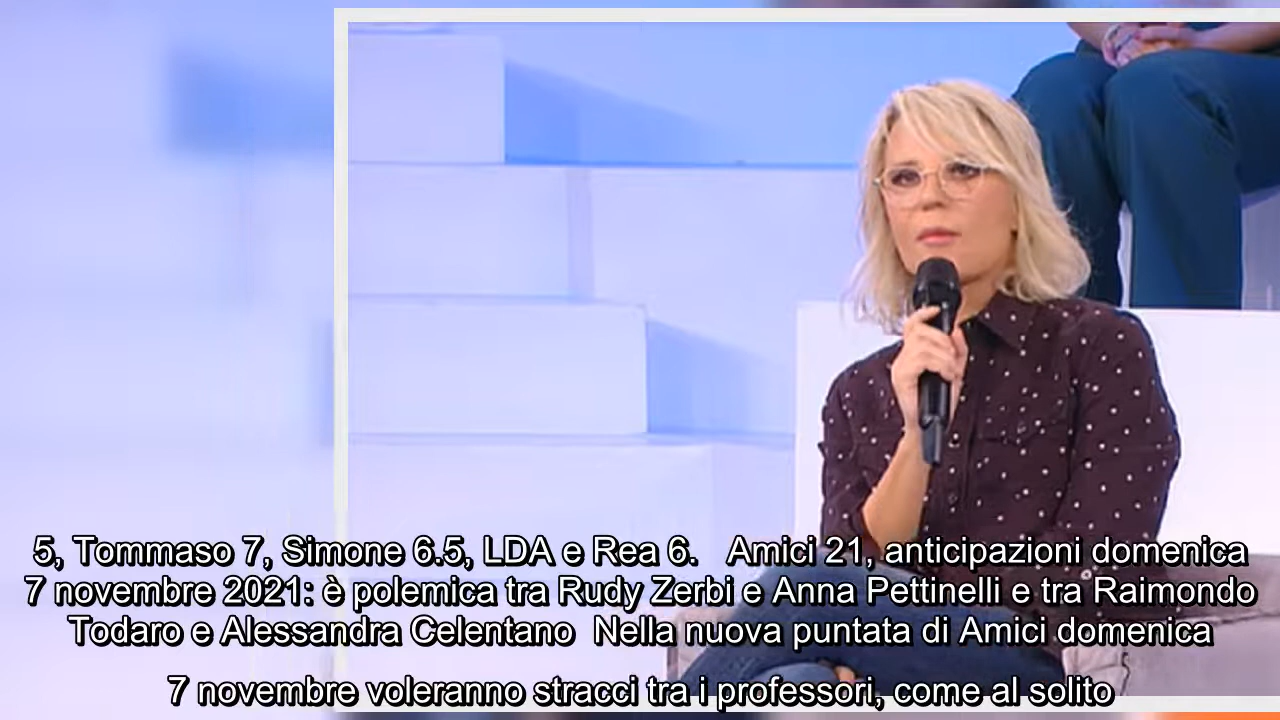 5, Tommaso 7, Simone 6.5, LDA e Rea 6. Amici 21, anticipazioni domenica
7 novembre 2021: è polemica tra Rudy Zerbi e Anna Pettinelli e tra Raimondo
Todaro e Alessandra Celentano Nella nuova puntata di Amici domenica
7 novembre voleranno stracci tra i professori, come al solito